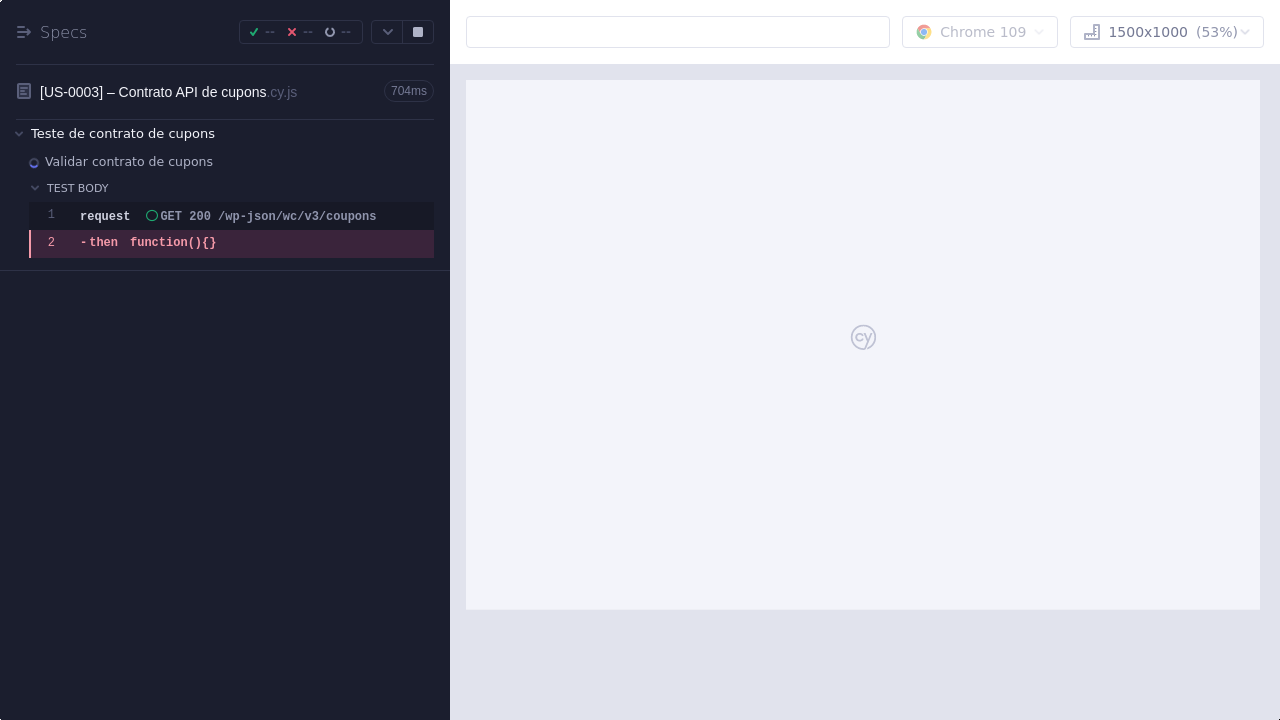 Specs -- -- --
[US-0003] – Contrato API de cupons.cy.js 704ms
Teste de contrato de cupons
Validar contrato de cupons
TEST BODY
1 request GET 200 /wp-json/wc/v3/coupons
2 -then function(){}
Chrome 109
1500x1000 (53%)
cy